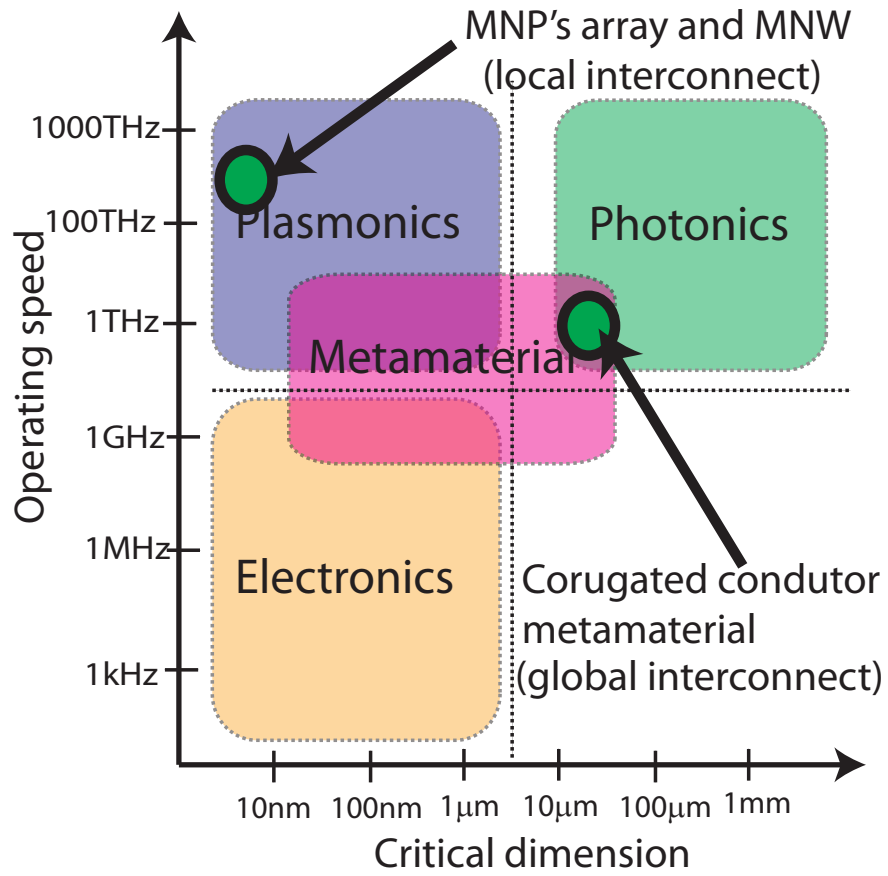 MNP's array and MNW
(local interconnect)
1000THz
100THz
1THz
1GHz
1MHz
1kHz
Operating speed
Plasmonics
Photonics
Metamaterial
Electronics
Corugated condutor
metamaterial
(global interconnect)
10nm 100nm 1µm 10µm 100µm 1mm
Critical dimension